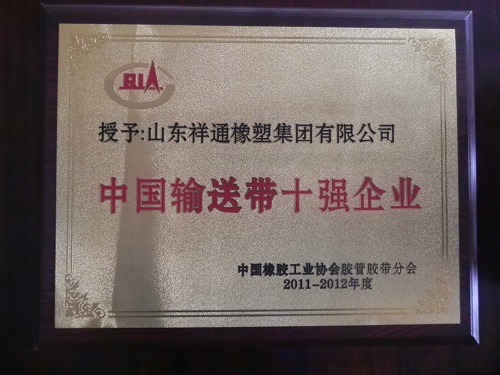 RIA
授予:山东祥通橡塑集团有限公司
中国输送带十强企业
中国橡胶工业协会胶管胶带分会
2011-2012年度